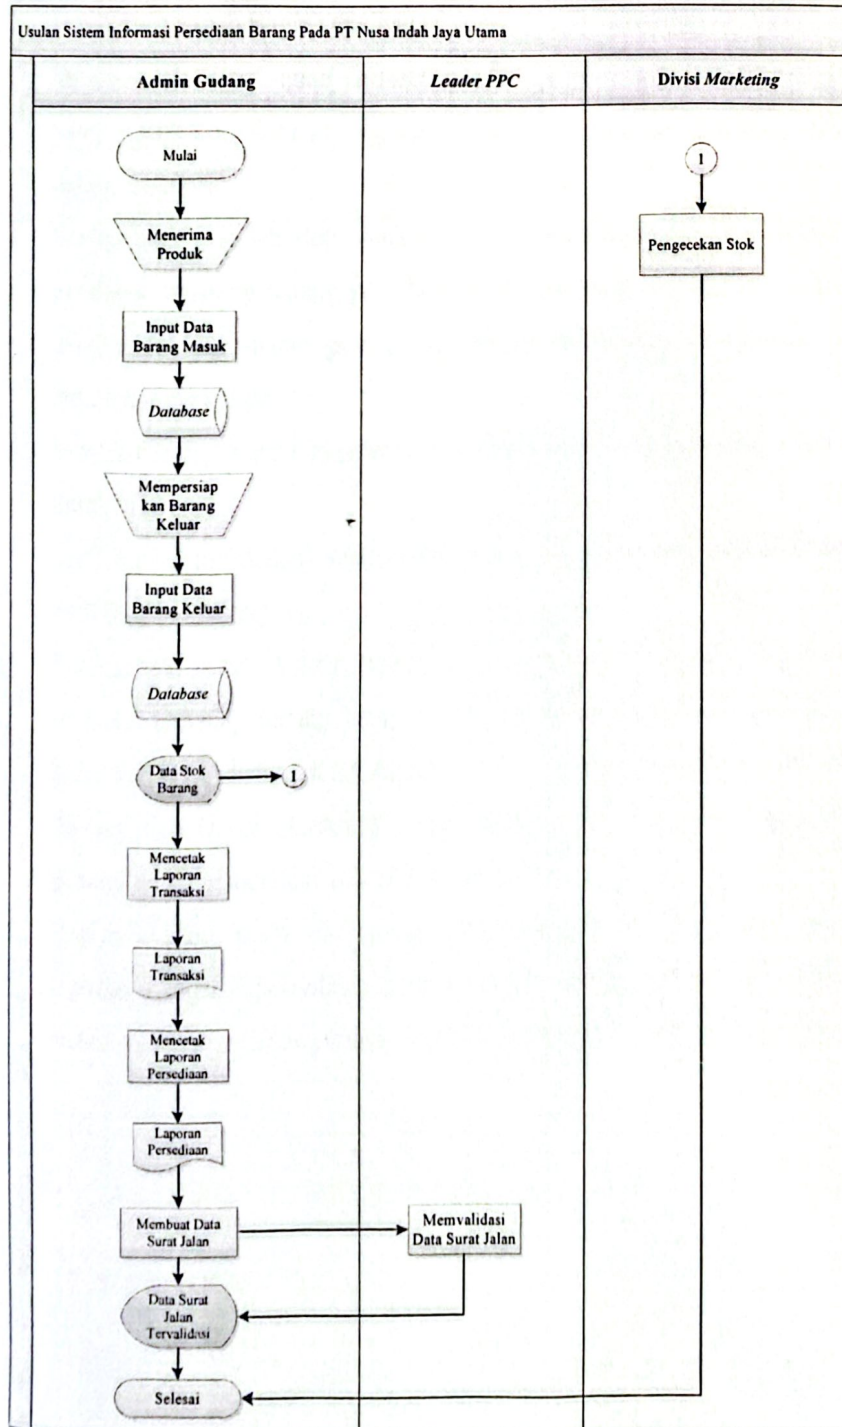 Usulan Sistem Informasi Persediaan Barang Pada PT Nusa Indah Jaya Utama
Admin Gudang
Leader PPC
Divisi Marketing
Mulai
1
Menerima
Produk
Pengecekan Stok
Input Data
Barang Masuk
Database
Mempersiap
kan Barang
Keluar
Input Data
Barang Keluar
Database
Data Stok
Barang
1
Mencetak
Laporan
Transaksi
Laporan
Transaksi
Mencetak
Laporan
Persediaan
Laporan
Persediaan
Membuat Data
Surat Jalan
Memvalidasi
Data Surat Jalan
Data Surat
Jalan
Tervalidasi
Selesai